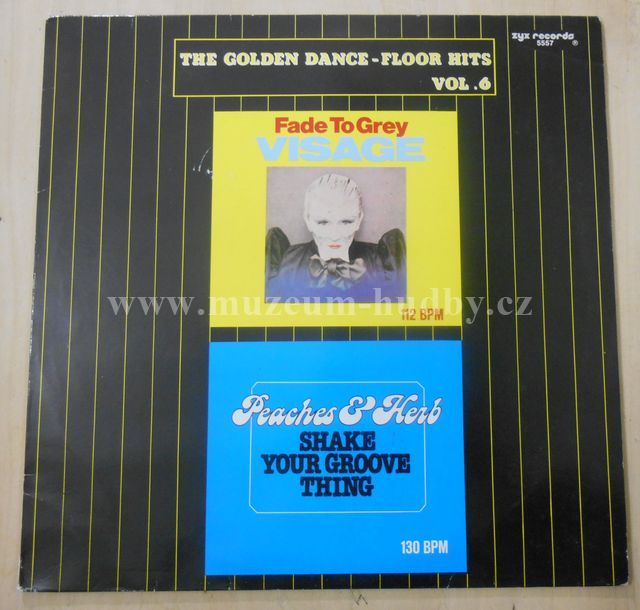 zyx records
5557 ®
THE GOLDEN DANCE-FLOOR HITS
VOL.6
Fade To Grey
VISAGE
www.muzeum-hudby.cz
112 BPM
Peaches & Herb
SHAKE
YOUR GROOVE
THING
130 BPM